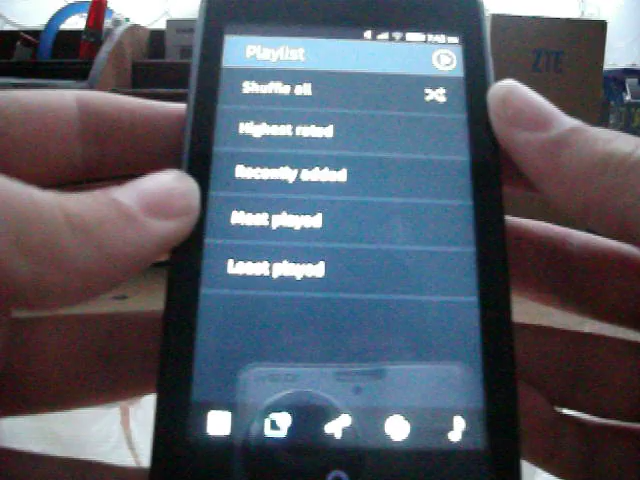 Playlist
Shuffle all
Highest rated
Recently added
Most played
Least played
ZTE